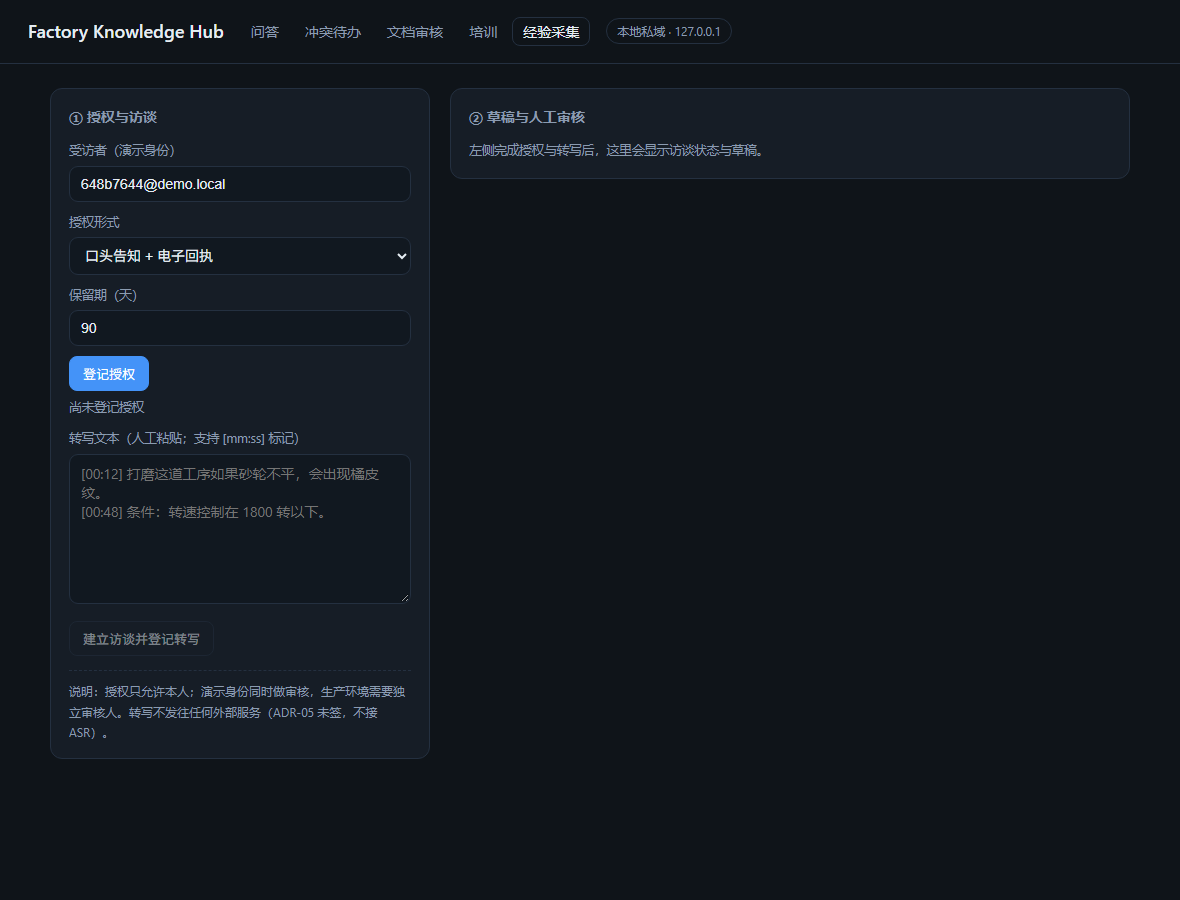 Factory Knowledge Hub 问答 冲突待办 文档审核 培训 经验采集 本地私域 · 127.0.0.1
① 授权与访谈
受访者（演示身份）
648b7644@demo.local
授权形式
口头告知 + 电子回执
保留期（天）
90
登记授权
尚未登记授权
转写文本（人工粘贴；支持 [mm:ss] 标记）
[00:12] 打磨这道工序如果砂轮不平，会出现橘皮
纹。
[00:48] 条件：转速控制在 1800 转以下。
建立访谈并登记转写
说明：授权只允许本人；演示身份同时做审核，生产环境需要独
立审核人。转写不发往任何外部服务（ADR-05 未签，不接
ASR）。
② 草稿与人工审核
左侧完成授权与转写后，这里会显示访谈状态与草稿。